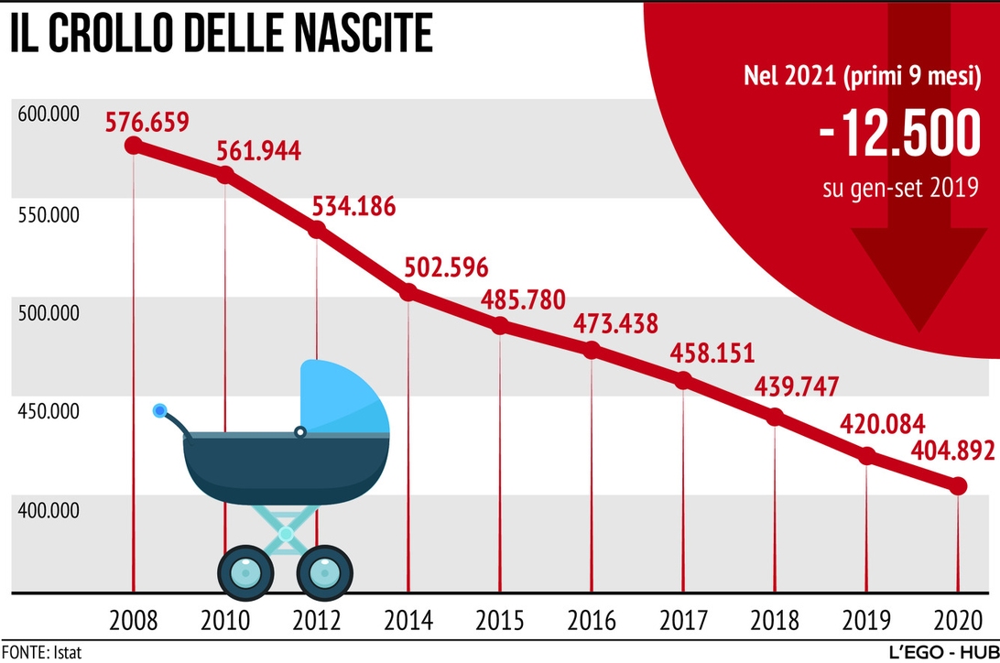 IL CROLLO DELLE NASCITE
Nel 2021 (primi 9 mesi)
-12.500
su gen-set 2019
600.000
550.000
500.000
450.000
400.000
576.659
561.944
534.186
502.596
485.780
473.438
458.151
439.747
420.084
404.892
2008 2010 2012 2014 2015 2016 2017 2018 2019 2020
FONTE: Istat
L'EGO - HUB